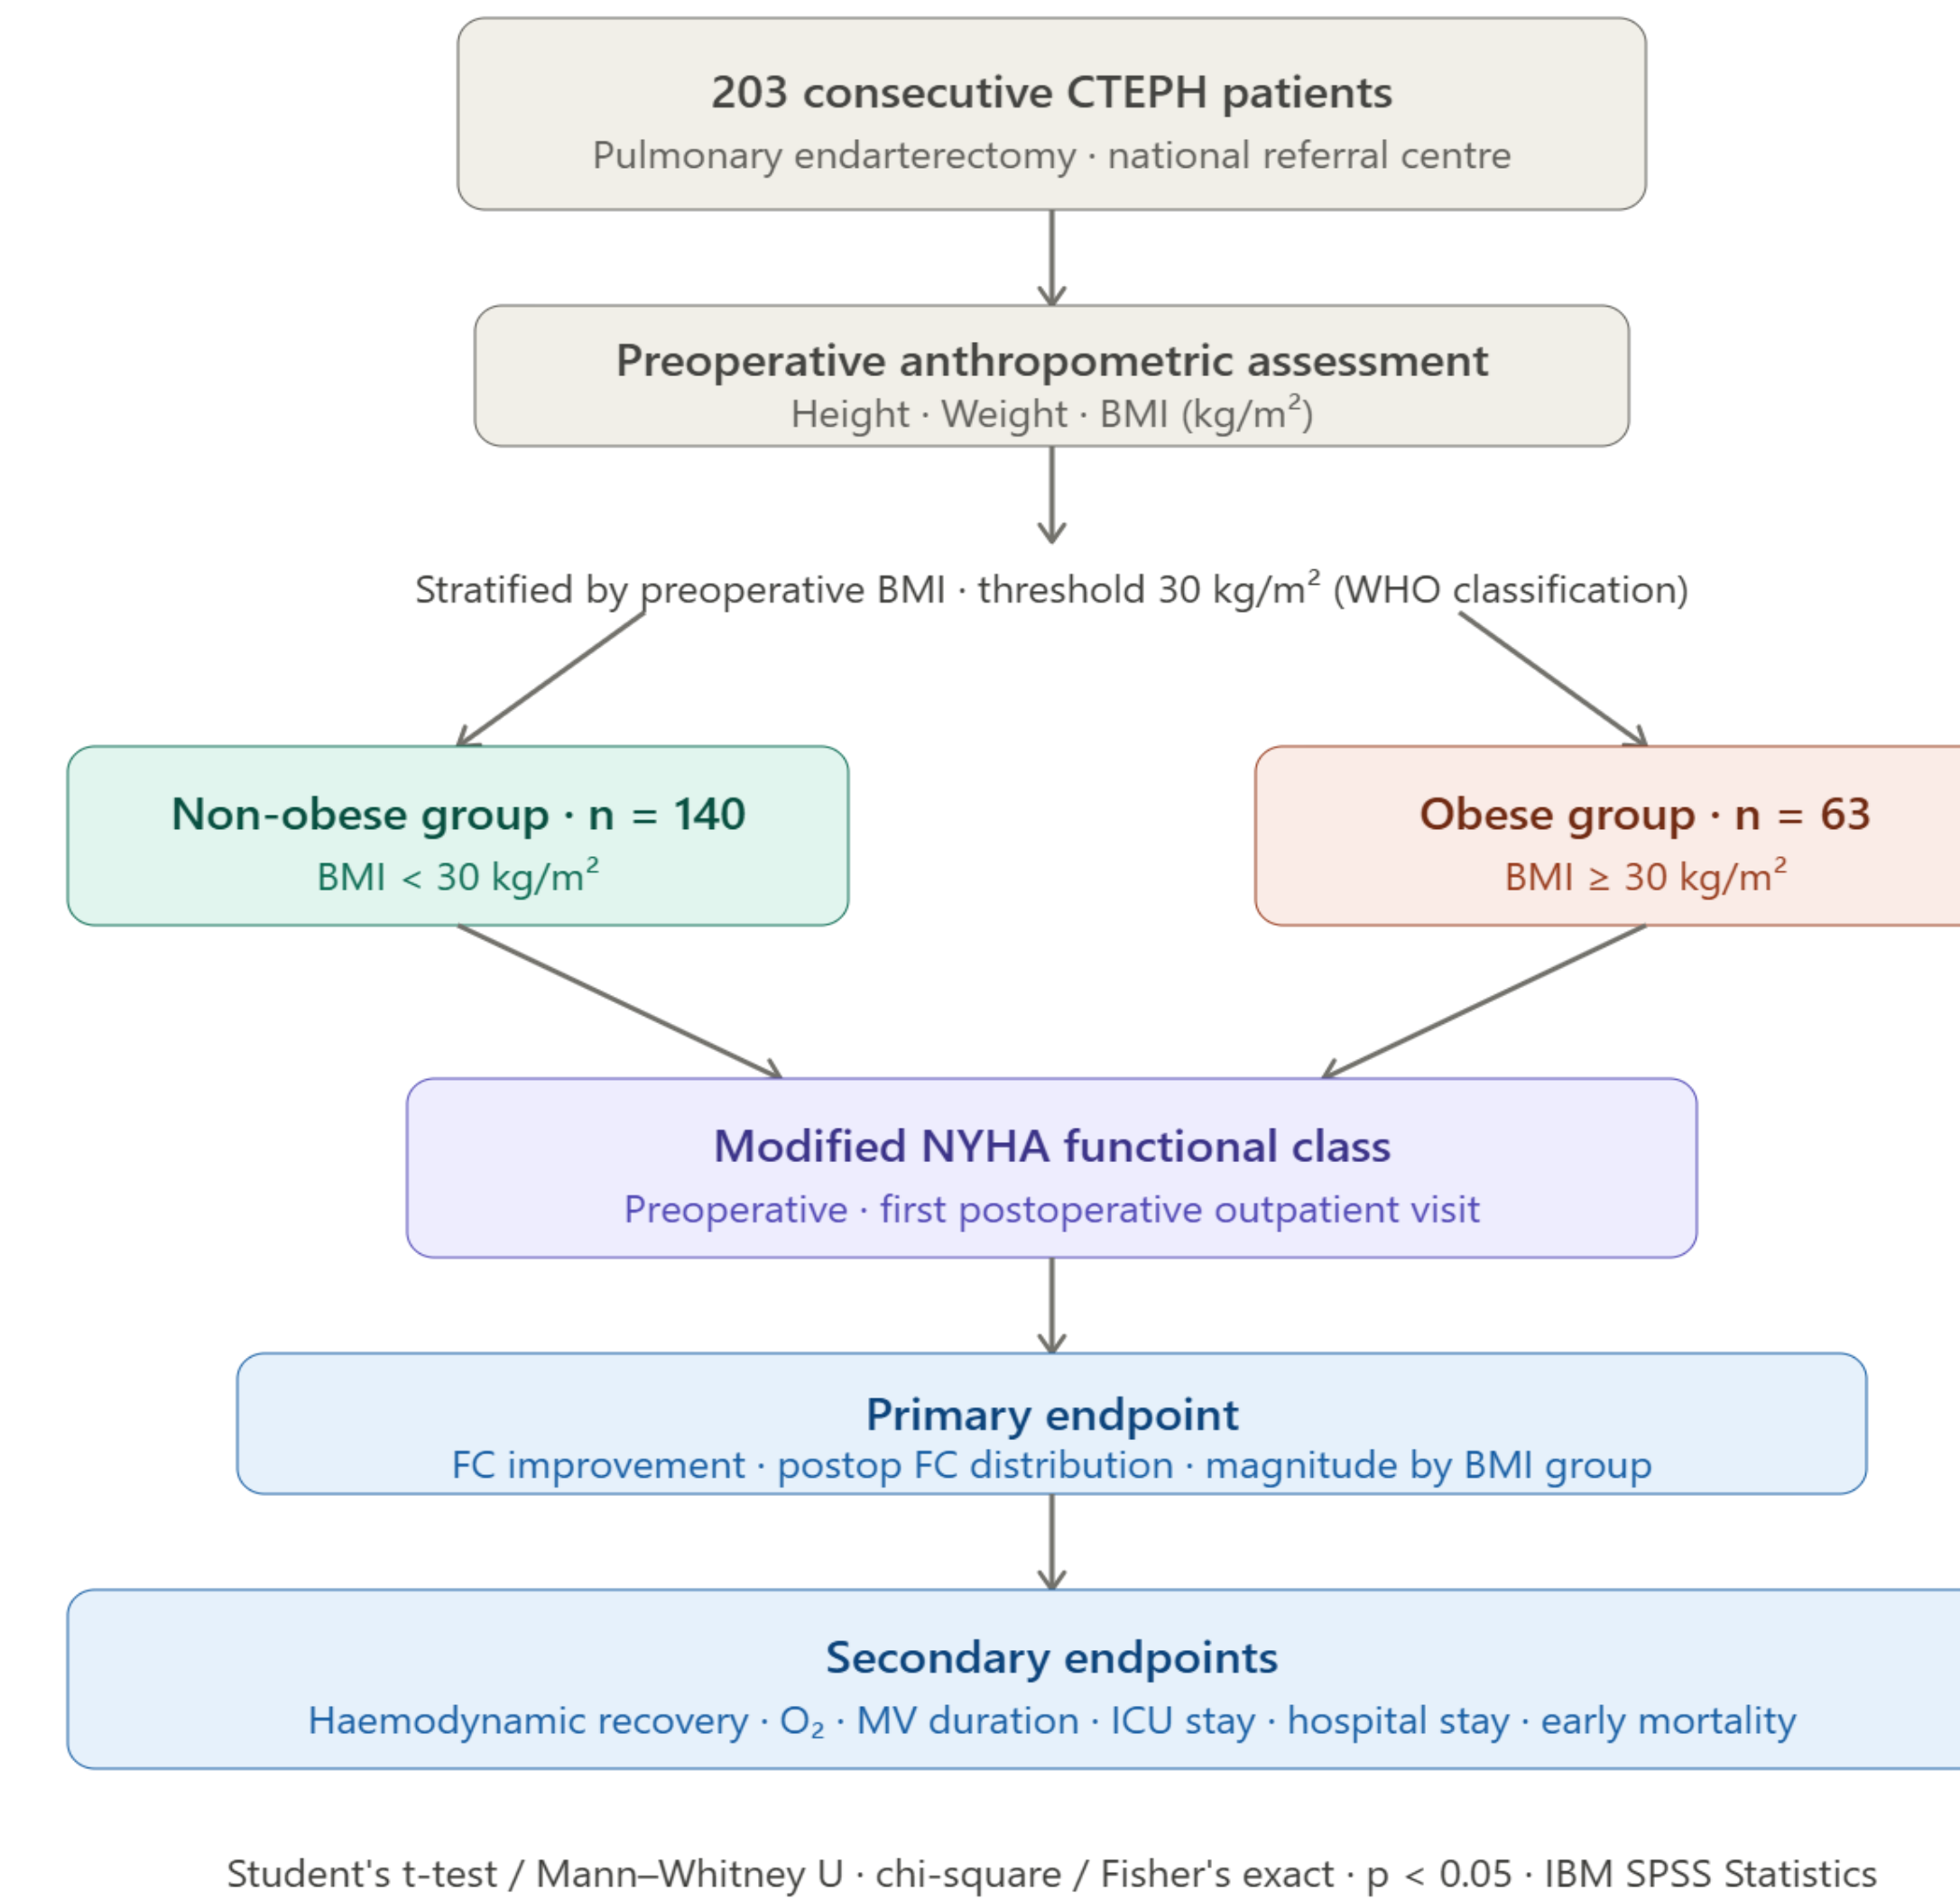 203 consecutive CTEPH patients
Pulmonary endarterectomy · national referral centre
Preoperative anthropometric assessment
Height · Weight · BMI (kg/m²)
Stratified by preoperative BMI · threshold 30 kg/m² (WHO classification)
Non-obese group · n = 140
BMI < 30 kg/m²
Obese group · n = 63
BMI ≥ 30 kg/m²
Modified NYHA functional class
Preoperative · first postoperative outpatient visit
Primary endpoint
FC improvement · postop FC distribution · magnitude by BMI group
Secondary endpoints
Haemodynamic recovery · O₂ · MV duration · ICU stay · hospital stay · early mortality
Student's t-test / Mann–Whitney U · chi-square / Fisher's exact · p < 0.05 · IBM SPSS Statistics